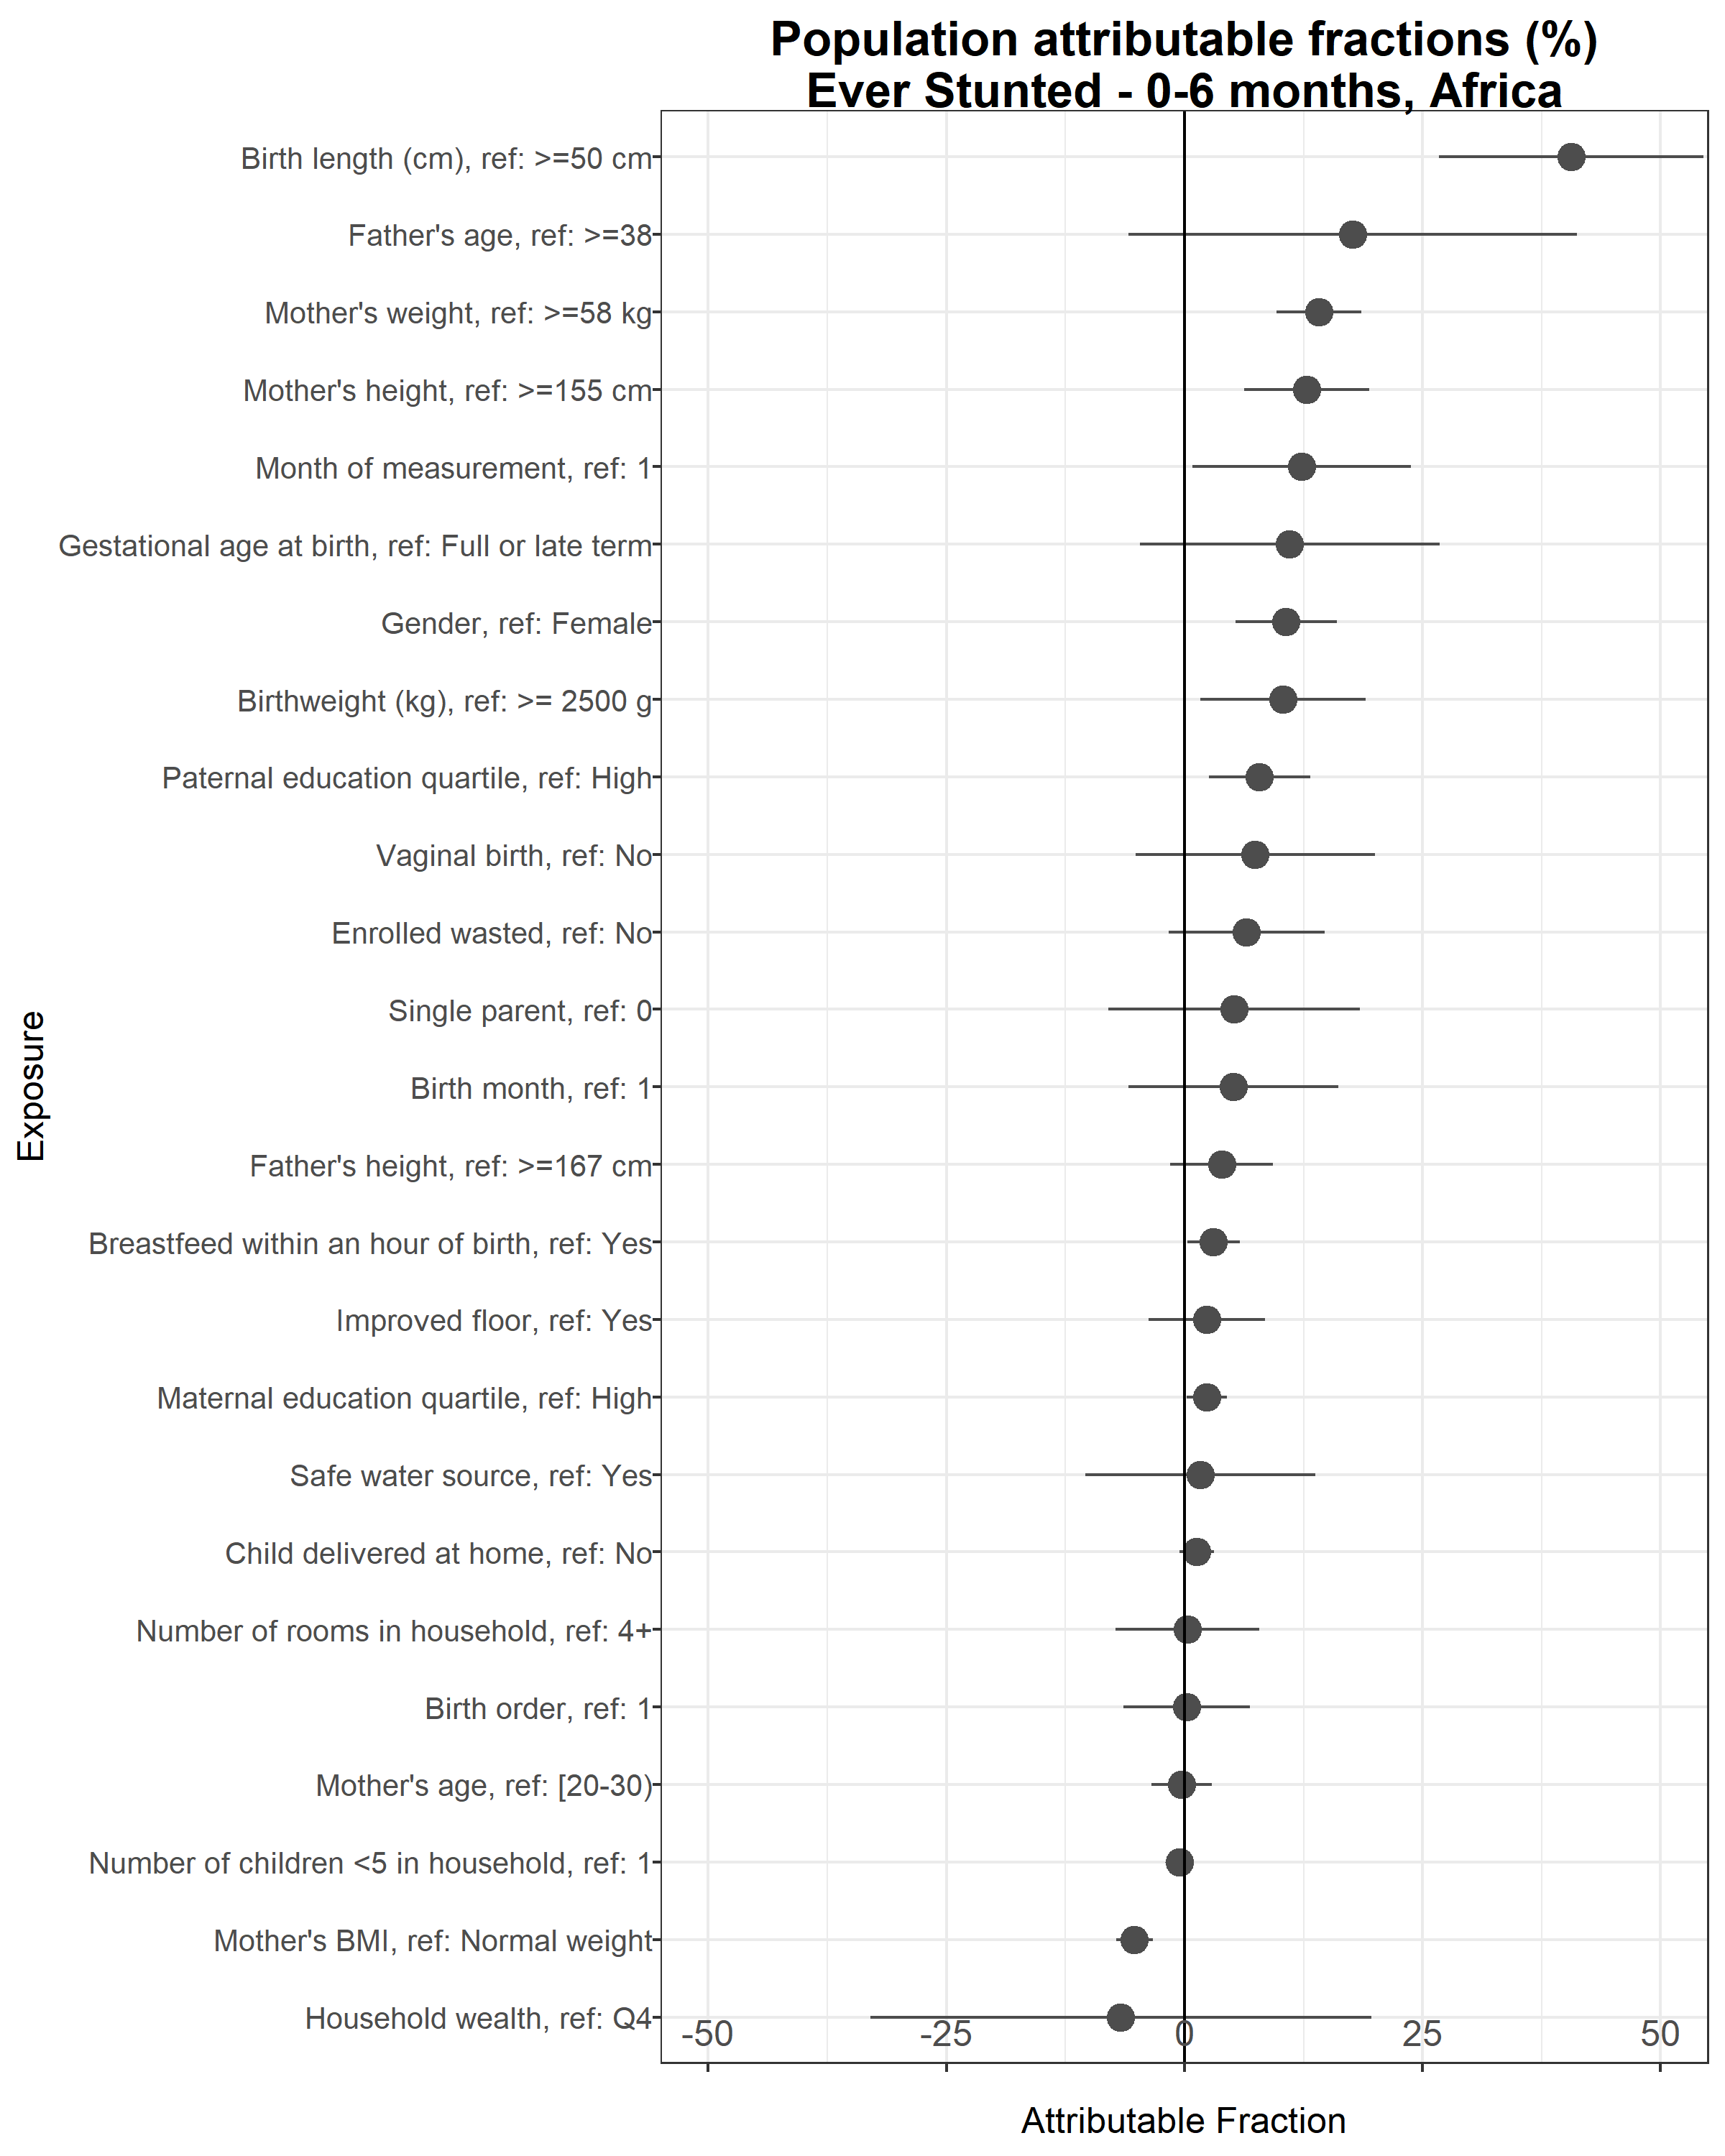 Population attributable fractions (%)
Ever Stunted - 0-6 months, Africa
Birth length (cm), ref: >=50 cm
Father's age, ref: >=38
Mother's weight, ref: >=58 kg
Mother's height, ref: >=155 cm
Month of measurement, ref: 1
Gestational age at birth, ref: Full or late term
Gender, ref: Female
Birthweight (kg), ref: >= 2500 g
Paternal education quartile, ref: High
Vaginal birth, ref: No
Enrolled wasted, ref: No
Single parent, ref: 0
Birth month, ref: 1
Father's height, ref: >=167 cm
Breastfeed within an hour of birth, ref: Yes
Improved floor, ref: Yes
Maternal education quartile, ref: High
Safe water source, ref: Yes
Child delivered at home, ref: No
Number of rooms in household, ref: 4+
Birth order, ref: 1
Mother's age, ref: [20-30)
Number of children <5 in household, ref: 1
Mother's BMI, ref: Normal weight
Household wealth, ref: Q4
Exposure
-50 -25 0 25 50
Attributable Fraction